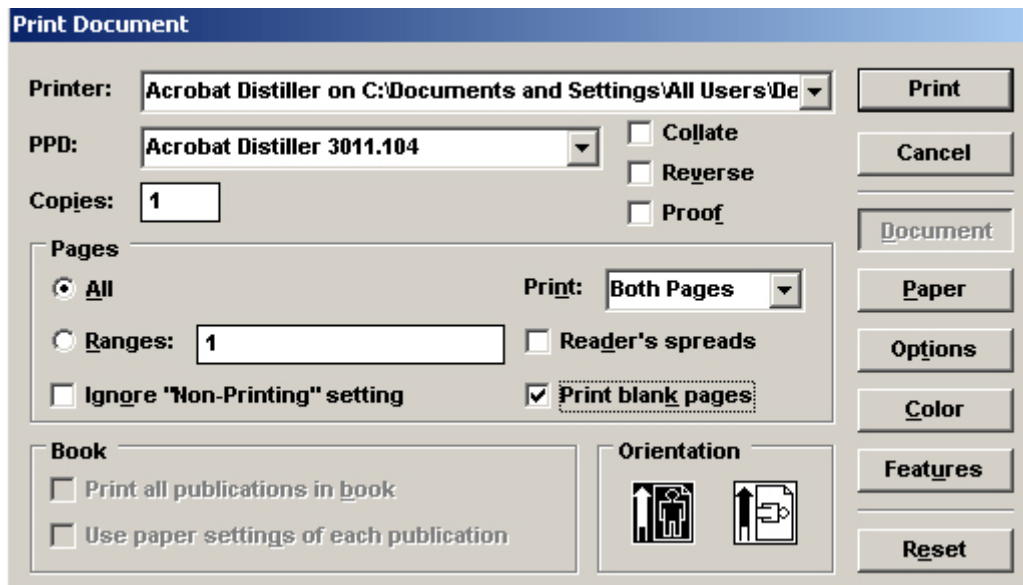 Print Document
Printer: Acrobat Distiller on C:\Documents and Settings\All Users\De
Print
PPD: Acrobat Distiller 3011.104
Collate
Cancel
Reverse
Copies: 1
Proof
Document
Pages
All
Print: Both Pages
Paper
Ranges: 1
Reader's spreads
Options
Ignore "Non-Printing" setting
Print blank pages
Color
Book
Orientation
Features
Print all publications in book
Use paper settings of each publication
Reset